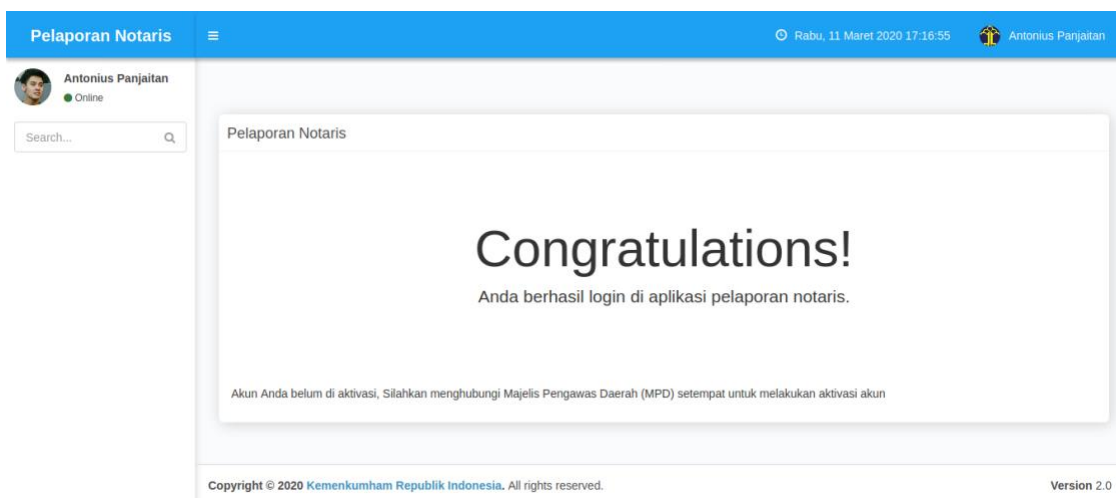 Pelaporan Notaris
Rabu, 11 Maret 2020 17:16:55
Antonius Panjaitan
Antonius Panjaitan
Online
Search...
Pelaporan Notaris
Congratulations!
Anda berhasil login di aplikasi pelaporan notaris.
Akun Anda belum di aktivasi, Silahkan menghubungi Majelis Pengawas Daerah (MPD) setempat untuk melakukan aktivasi akun
Copyright © 2020 Kemenkumham Republik Indonesia. All rights reserved.
Version 2.0